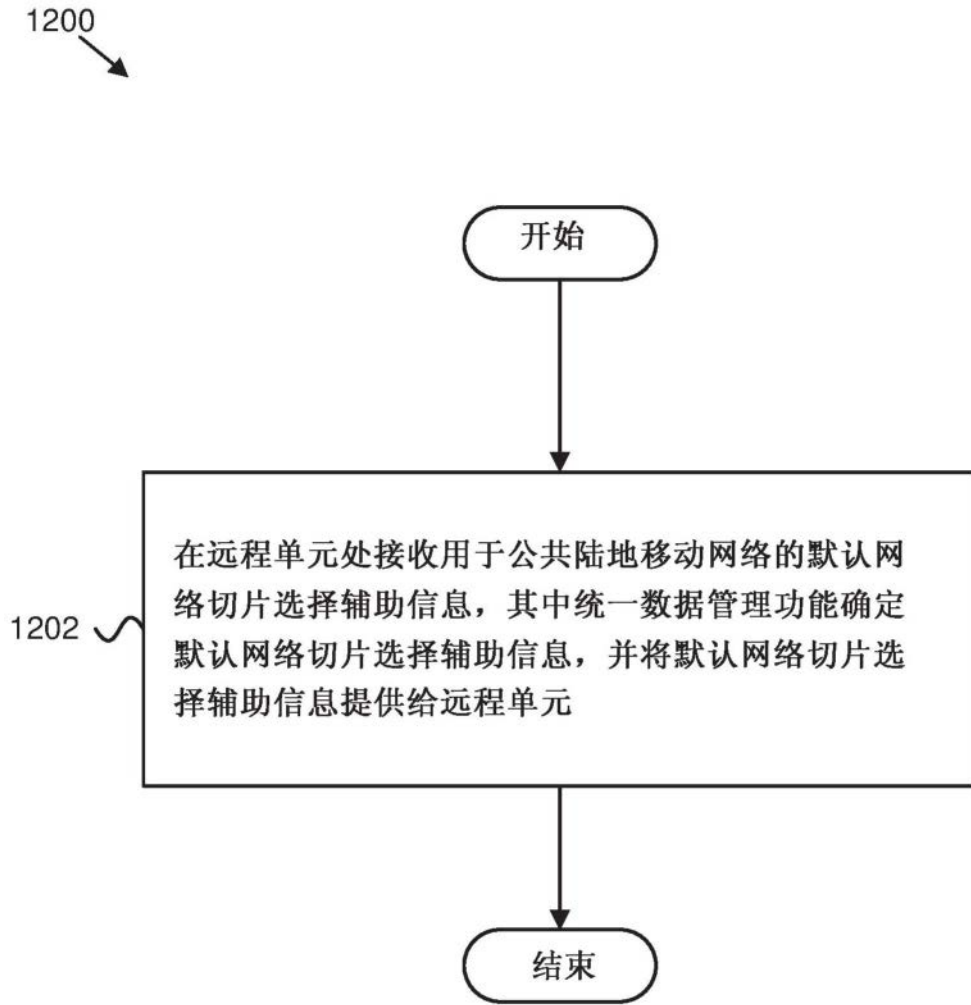 1200
开始
在远程单元处接收用于公共陆地移动网络的默认网
络切片选择辅助信息，其中统一数据管理功能确定
默认网络切片选择辅助信息，并将默认网络切片选
择辅助信息提供给远程单元
1202
结束